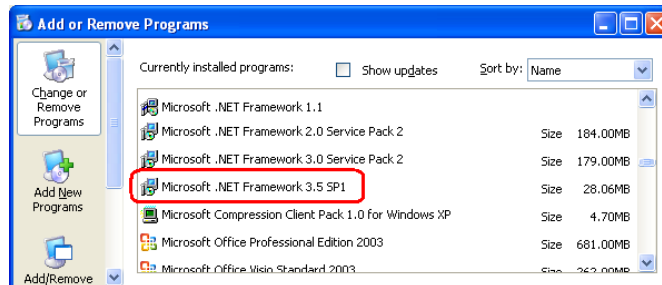 Add or Remove Programs
Currently installed programs:
Show updates
Sort by:
Name
Change or
Remove
Programs
Add New
Programs
Add/Remove
Microsoft .NET Framework 1.1
Microsoft .NET Framework 2.0 Service Pack 2
Size 184.00MB
Microsoft .NET Framework 3.0 Service Pack 2
Size 179.00MB
Microsoft .NET Framework 3.5 SP1
Size 28.06MB
Microsoft Compression Client Pack 1.0 for Windows XP
Size 4.70MB
Microsoft Office Professional Edition 2003
Size 681.00MB
Microsoft Office Visio Standard 2003
Size 262.00MB